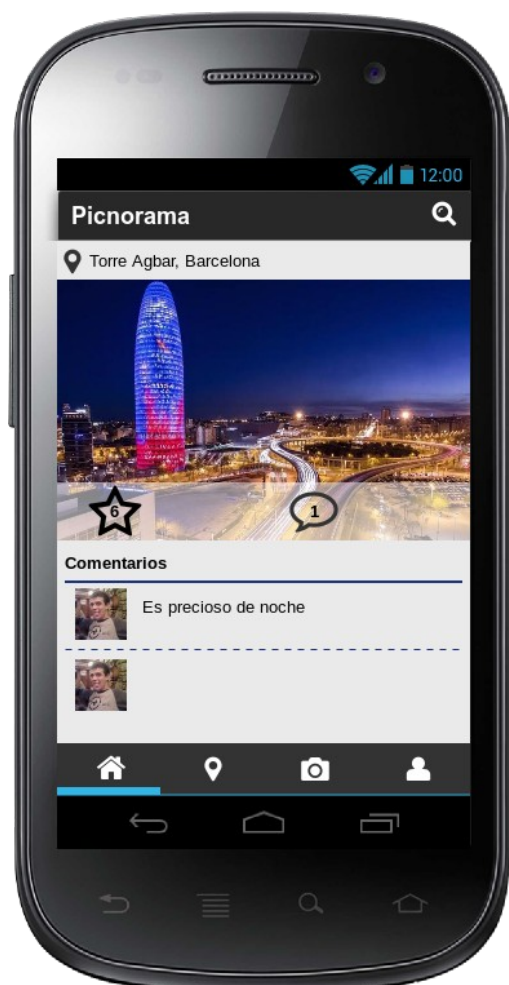 12:00
Picnorama
Torre Agbar, Barcelona
6
1
Comentarios
Es precioso de noche